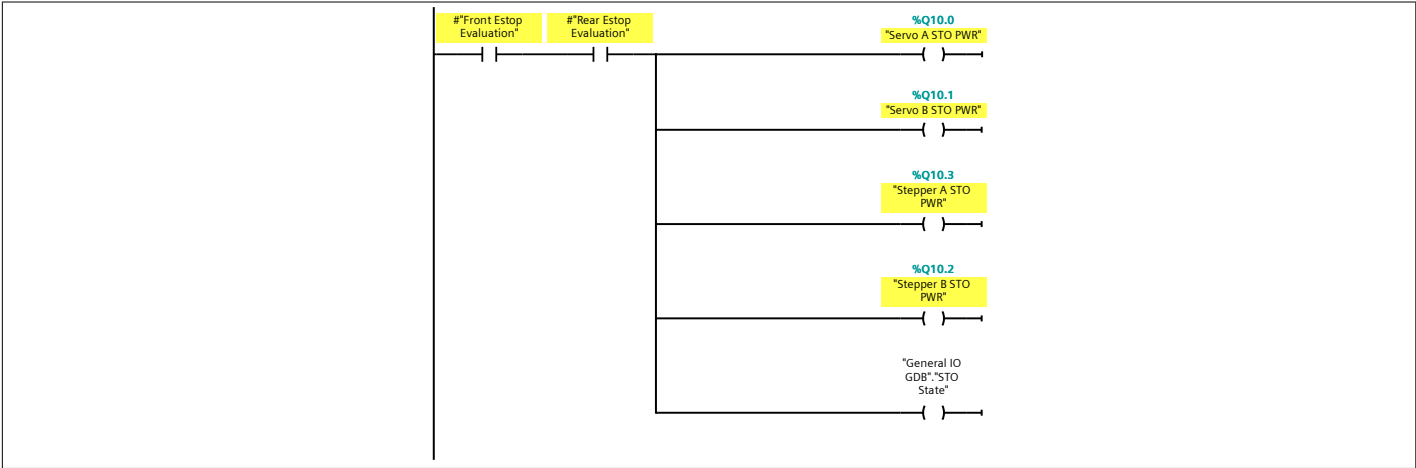 #"Front Estop
Evaluation"
#"Rear Estop
Evaluation"
%Q10.0
"Servo A STO PWR"
%Q10.1
"Servo B STO PWR"
%Q10.3
"Stepper A STO
PWR"
%Q10.2
"Stepper B STO
PWR"
"General IO
GDB"."STO
State"